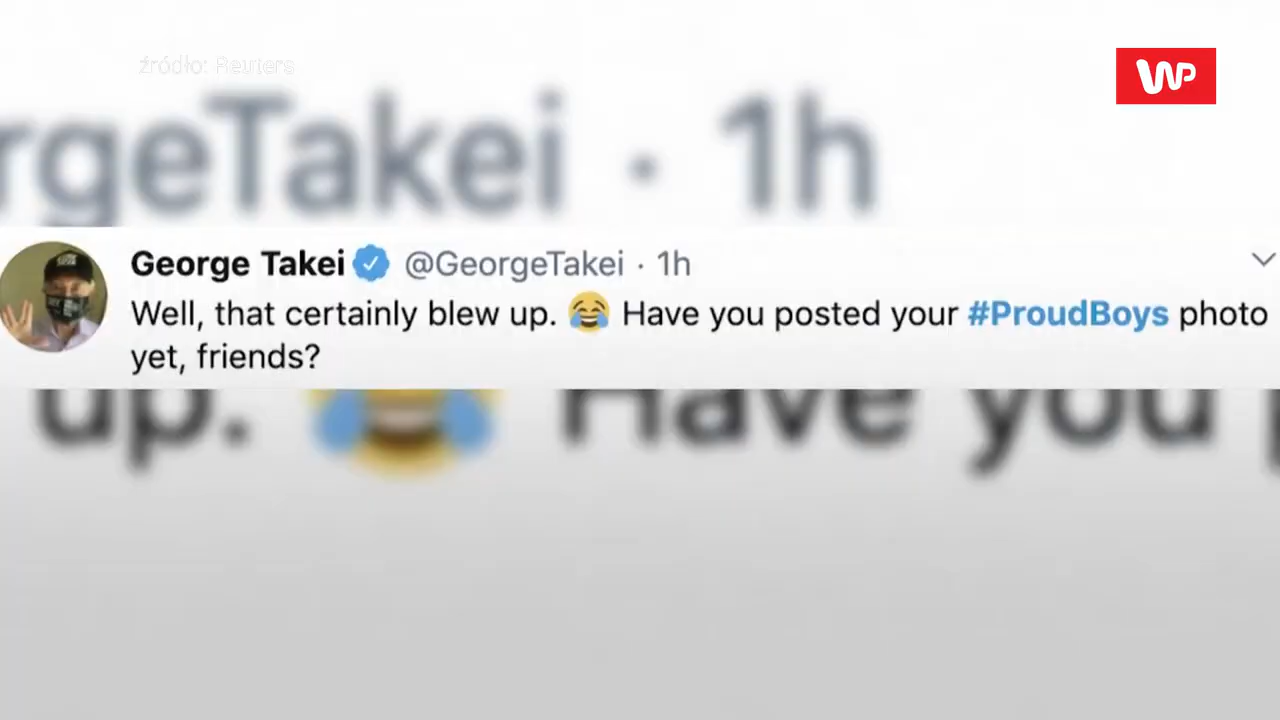 źródło: Reuters
WP
rgeTakei · 1h
George Takei @GeorgeTakei · 1h
Well, that certainly blew up. 😂 Have you posted your #ProudBoys photo
yet, friends?
up. 😂 Have you